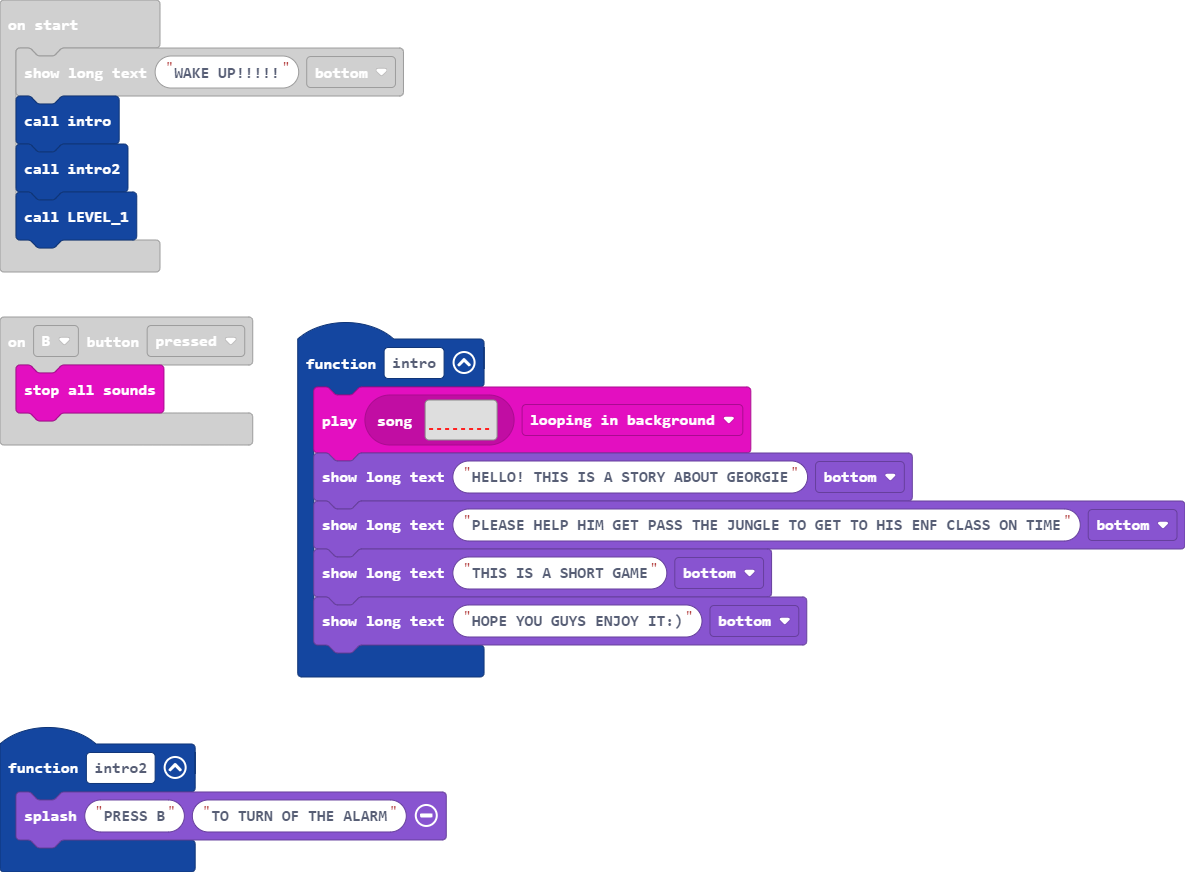 on start
show long text "WAKE UP!!!!!" bottom
call intro
call intro2
call LEVEL_1
on B button pressed
stop all sounds
function intro
play song looping in background
show long text "HELLO! THIS IS A STORY ABOUT GEORGIE" bottom
show long text "PLEASE HELP HIM GET PASS THE JUNGLE TO GET TO HIS ENF CLASS ON TIME" bottom
show long text "THIS IS A SHORT GAME" bottom
show long text "HOPE YOU GUYS ENJOY IT:)" bottom
function intro2
splash "PRESS B" "TO TURN OF THE ALARM"